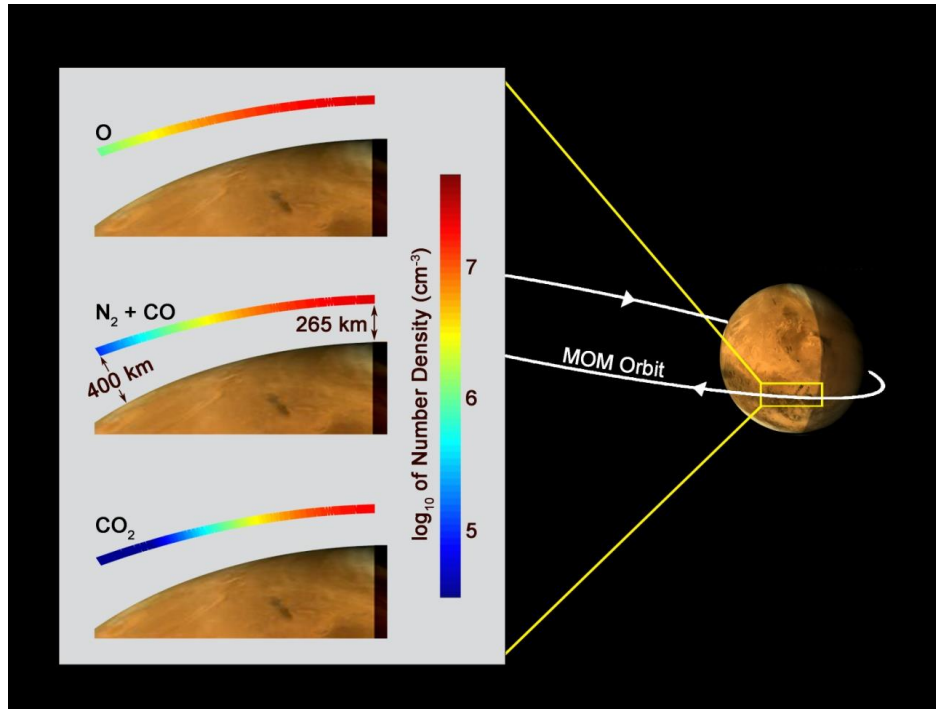 O
N₂ + CO
265 km
400 km
CO₂
log₁₀ of Number Density (cm⁻³)
7
6
5
MOM Orbit